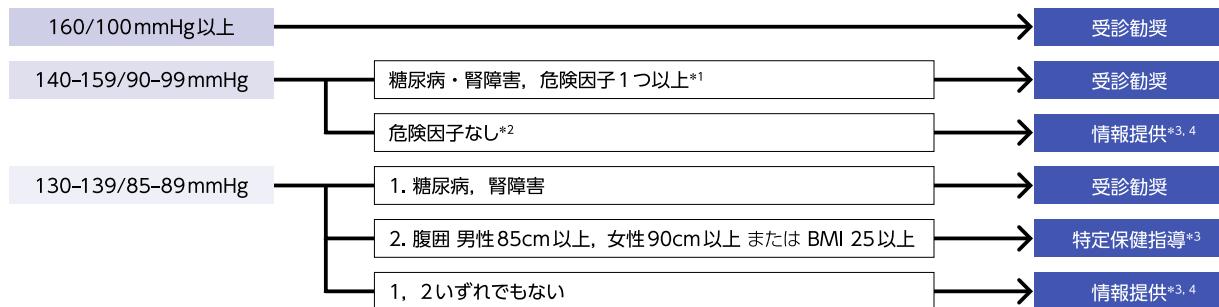 160/100mmHg以上 受診勧奨
140–159/90–99mmHg 糖尿病・腎障害，危険因子1つ以上*1 受診勧奨
危険因子なし*2 情報提供*3, 4
130–139/85–89mmHg 1. 糖尿病，腎障害 受診勧奨
2. 腹囲 男性85cm以上，女性90cm以上 または BMI 25以上 特定保健指導*3
1，2いずれでもない 情報提供*3, 4